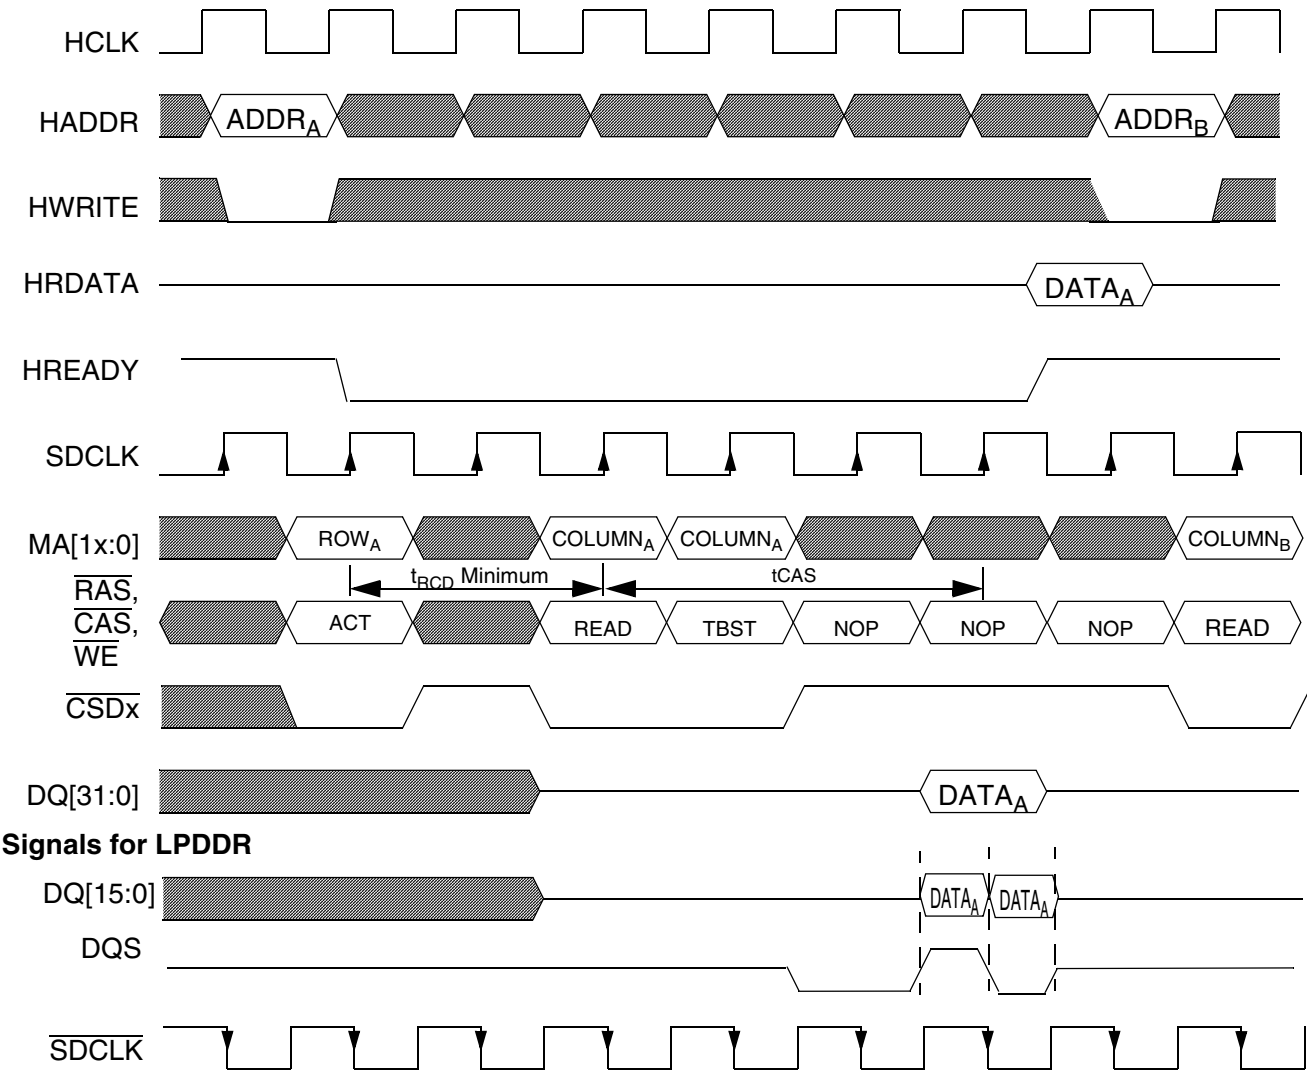 HCLK
HADDR ADDRA ADDRB
HWRITE
HRDATA DATAA
HREADY
SDCLK
MA[1x:0] ROWA COLUMNA COLUMNA COLUMNB
tRCD Minimum tCAS
RAS,
CAS,
WE
ACT READ TBST NOP NOP NOP READ
CSDx
DQ[31:0] DATAA
Signals for LPDDR
DQ[15:0] DATAA DATAA
DQS
SDCLK